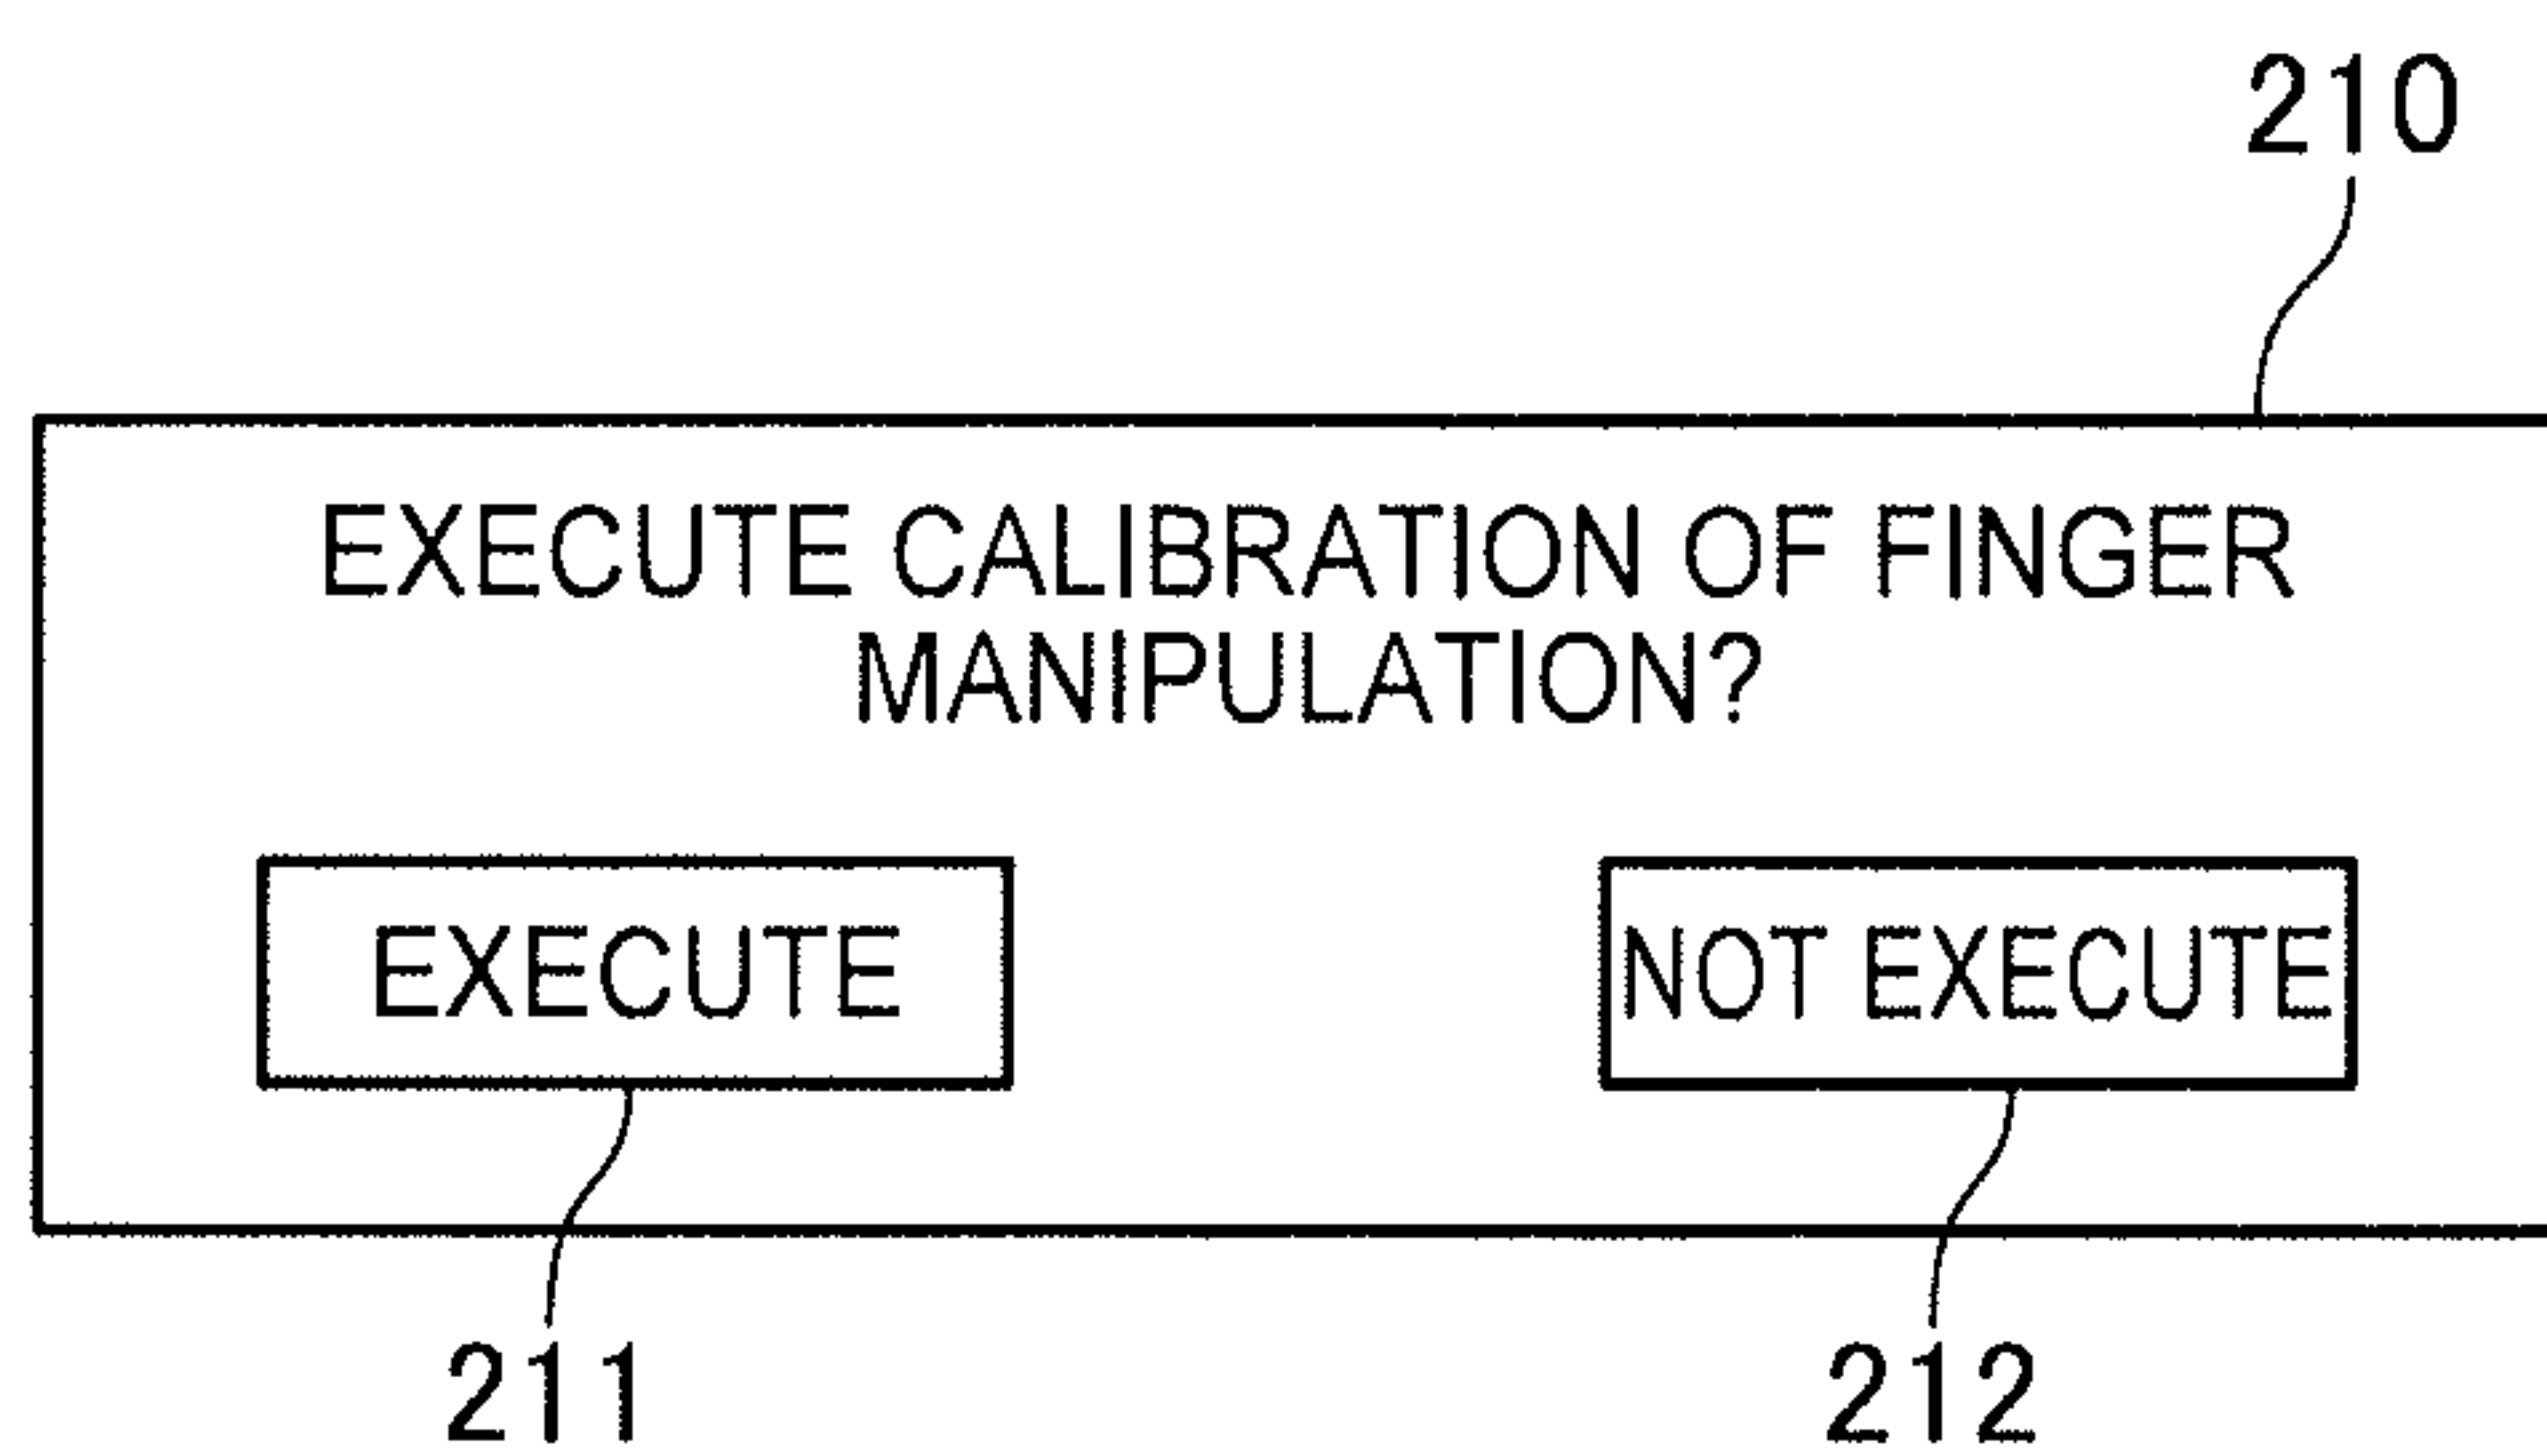 210
EXECUTE CALIBRATION OF FINGER
MANIPULATION?
EXECUTE
NOT EXECUTE
211
212